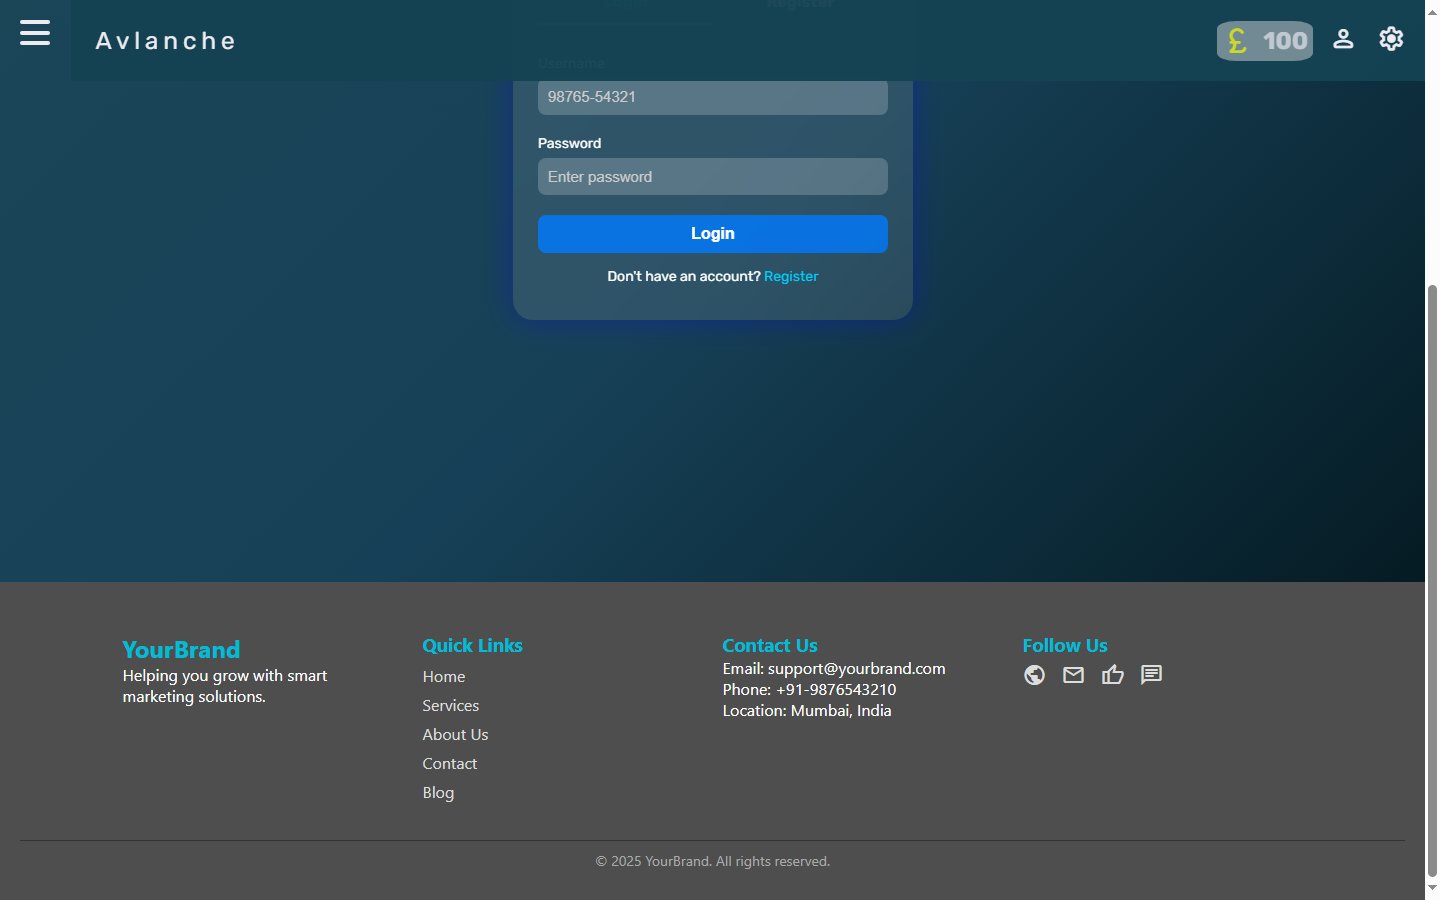 Register
Avlanche
£ 100
Username
98765-54321
Password
Enter password
Login
Don't have an account? Register
YourBrand
Helping you grow with smart
marketing solutions.
Quick Links
Home
Services
About Us
Contact
Blog
Contact Us
Email: support@yourbrand.com
Phone: +91-9876543210
Location: Mumbai, India
Follow Us
© 2025 YourBrand. All rights reserved.